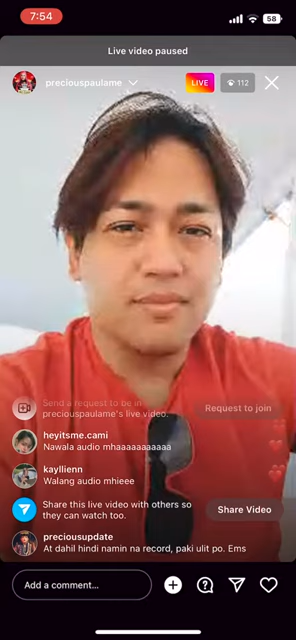 7:54
58
Live video paused
preciouspaulame
LIVE
112
Send a request to be in
preciouspaulame's live video.
Request to join
heyitsme.cami
Nawala audio mhaaaaaaaaaaa
kayllienn
Walang audio mhieee
Share this live video with others so
they can watch too.
Share Video
preciousupdate
At dahil hindi namin na record, paki ulit po. Ems
Add a comment...